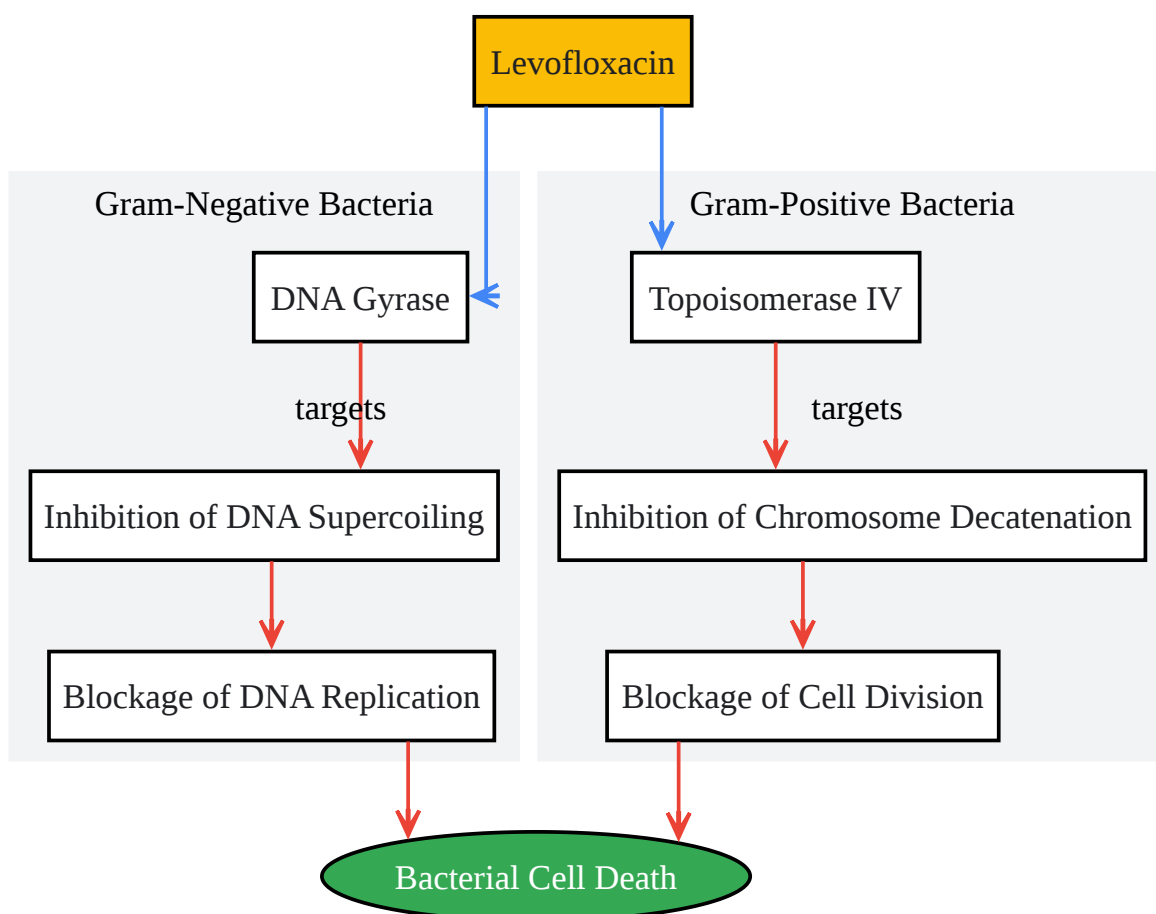 Levofloxacin
Gram-Negative Bacteria
Gram-Positive Bacteria
DNA Gyrase
Topoisomerase IV
targets
targets
Inhibition of DNA Supercoiling
Inhibition of Chromosome Decatenation
Blockage of DNA Replication
Blockage of Cell Division
Bacterial Cell Death